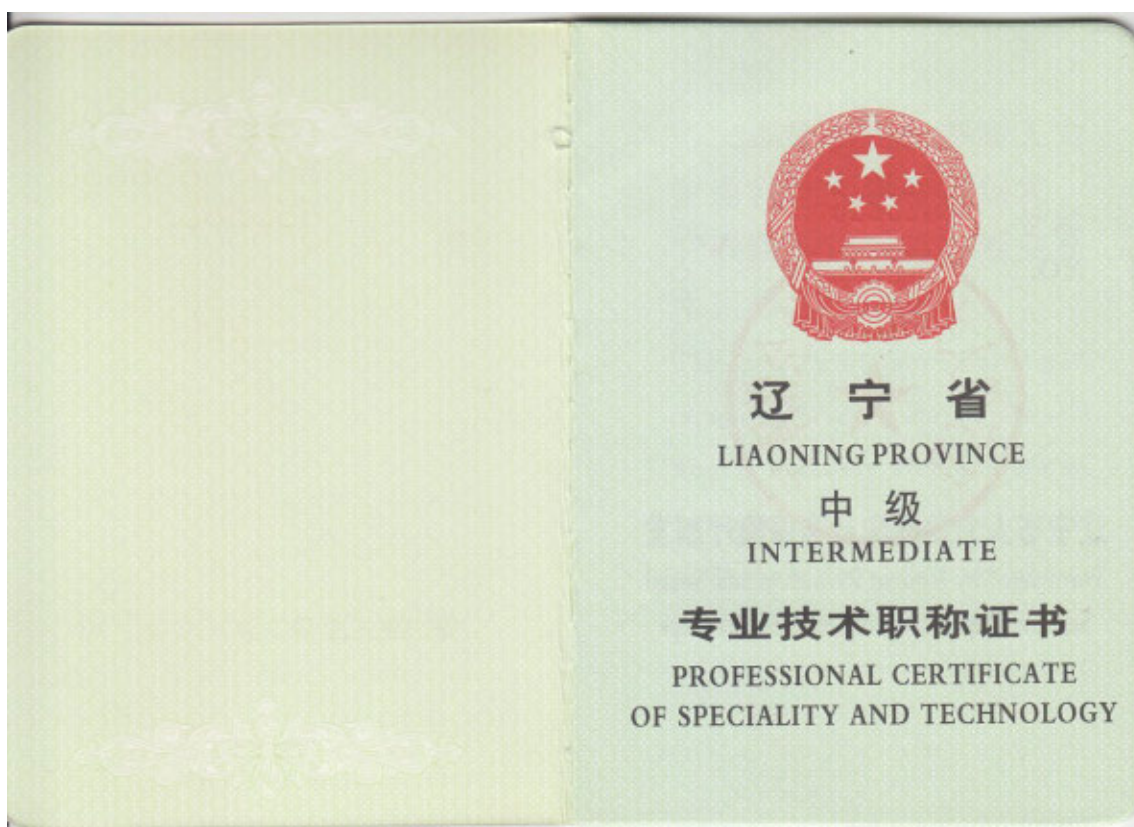 辽宁省
LIAONING PROVINCE
中级
INTERMEDIATE
专业技术职称证书
PROFESSIONAL CERTIFICATE
OF SPECIALITY AND TECHNOLOGY